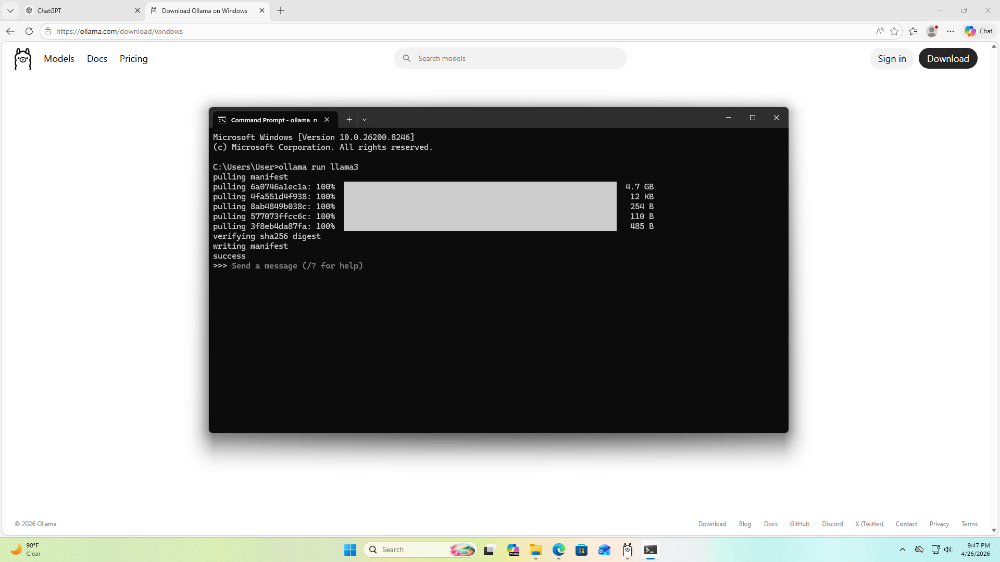 ChatGPT
Download Ollama on Windows
https://ollama.com/download/windows
Chat
Models Docs Pricing
Search models
Sign in
Download
Command Prompt - ollama r
Microsoft Windows [Version 10.0.26200.8246]
(c) Microsoft Corporation. All rights reserved.
C:\Users\User>ollama run llama3
pulling manifest
pulling 6a0746a1ec1a: 100% 4.7 GB
pulling 4fa551d4f938: 100% 12 KB
pulling 8ab4849b038c: 100% 254 B
pulling 577073ffcc6c: 100% 110 B
pulling 3f8eb4da87fa: 100% 485 B
verifying sha256 digest
writing manifest
success
>>> Send a message (/? for help)
© 2026 Ollama
Download Blog Docs GitHub Discord X (Twitter) Contact Privacy Terms
90°F
Clear
Search
M365
9:47 PM
4/26/2026